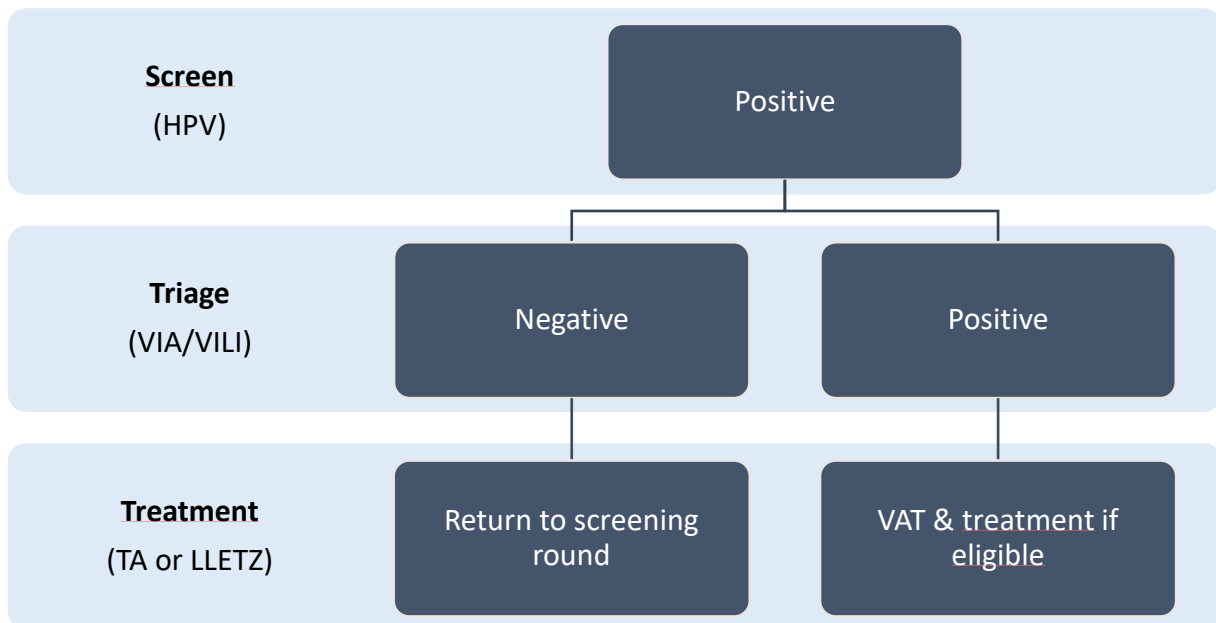 Screen
(HPV)
Positive
Triage
(VIA/VILI)
Negative
Positive
Treatment
(TA or LLETZ)
Return to screening
round
VAT & treatment if
eligible